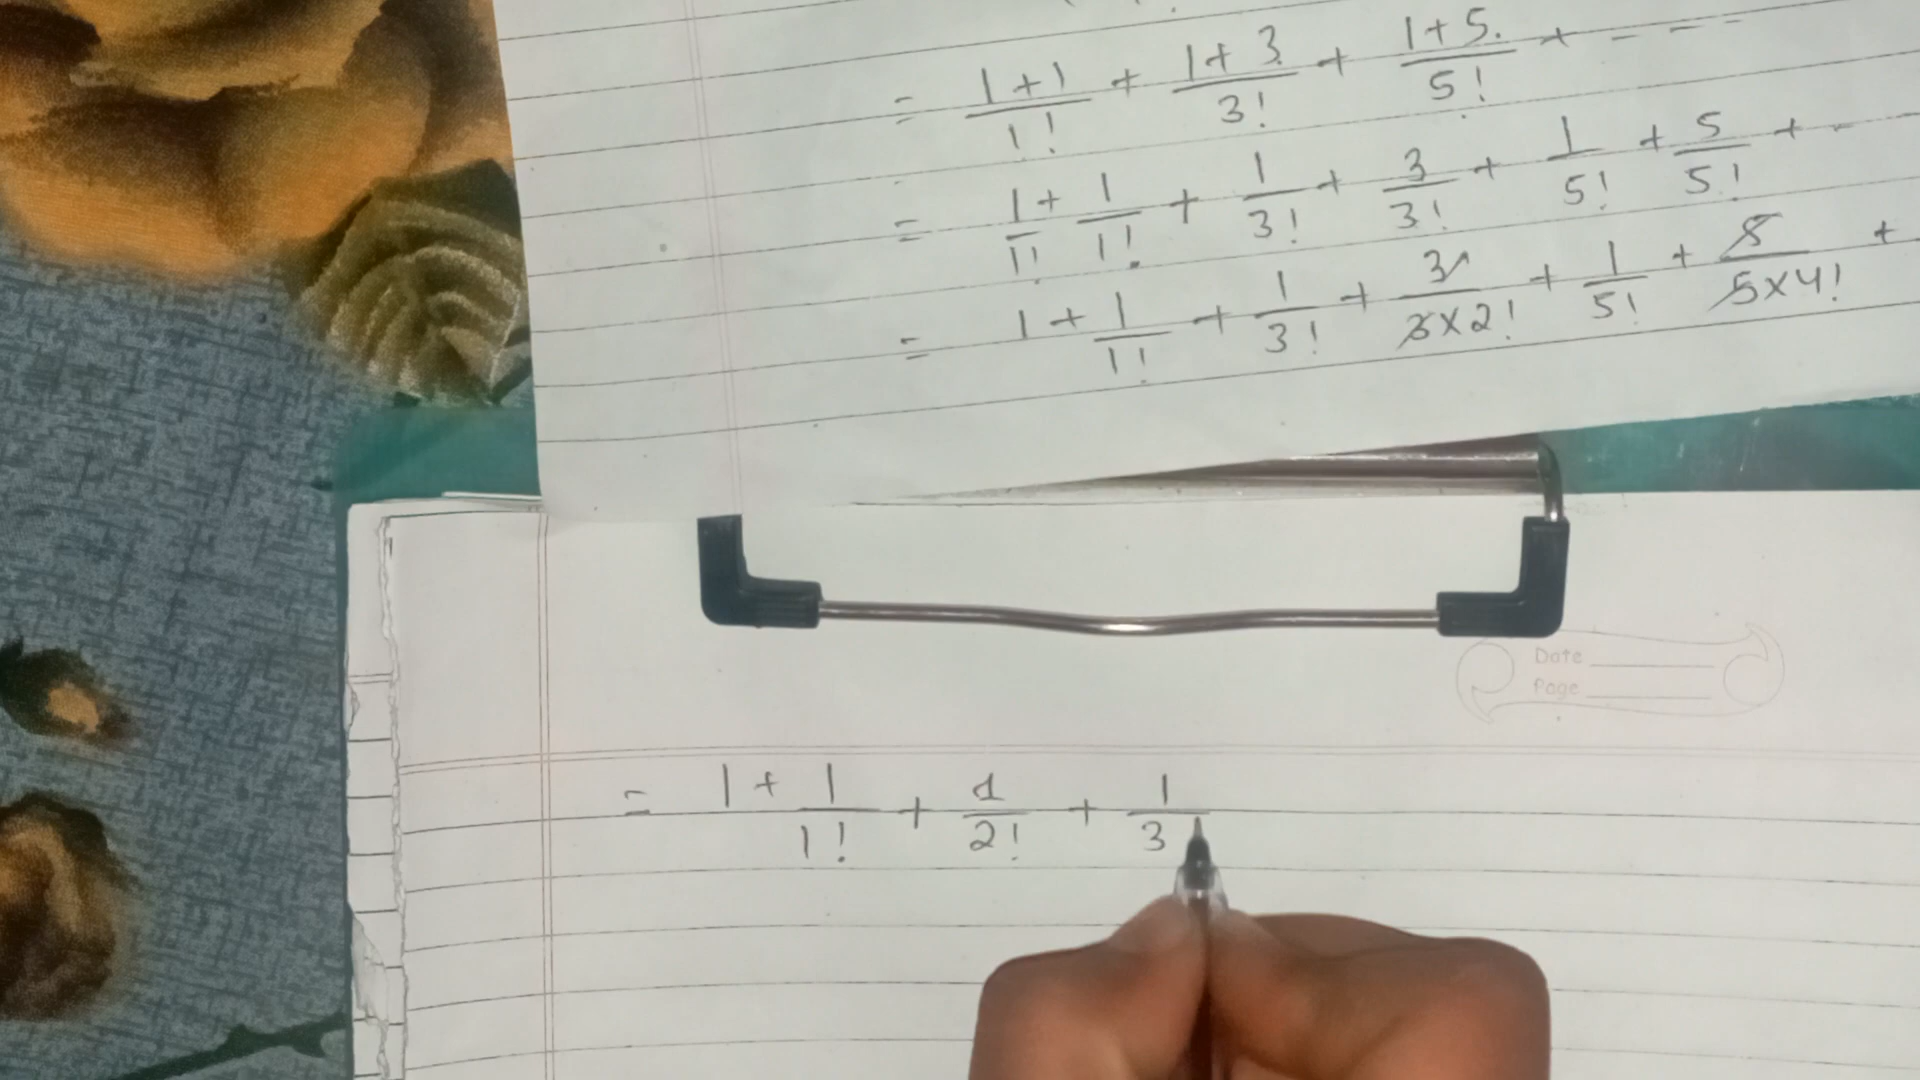 = 1+1/1! + 1+3/3! + 1+5./5! + - - -
= 1/1! + 1/1! + 1/3! + 3/3! + 1/5! + 5/5! + -
= 1 + 1/1! + 1/3! + 3/3×2! + 1/5! + 5/5×4! +
Date
Page
= 1 + 1/1! + 1/2! + 1/3